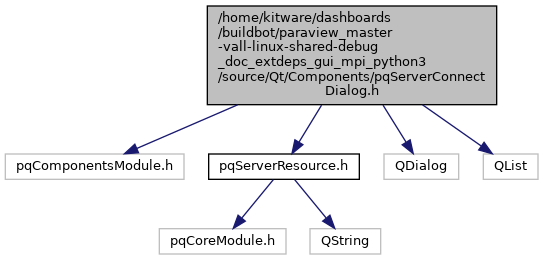 /home/kitware/dashboards
/buildbot/paraview_master
-vall-linux-shared-debug
_doc_extdeps_gui_mpi_python3
/source/Qt/Components/pqServerConnect
Dialog.h
pqComponentsModule.h
pqServerResource.h
QDialog
QList
pqCoreModule.h
QString